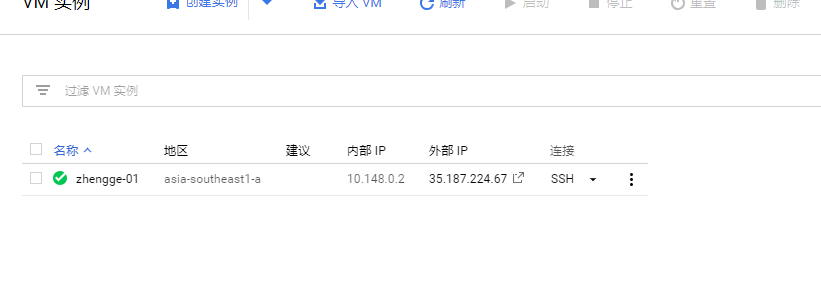 VM 实例 创建实例 导入 VM 刷新 启动 停止 重置 删除
过滤 VM 实例
名称 地区 建议 内部 IP 外部 IP 连接
zhengge-01 asia-southeast1-a 10.148.0.2 35.187.224.67 SSH